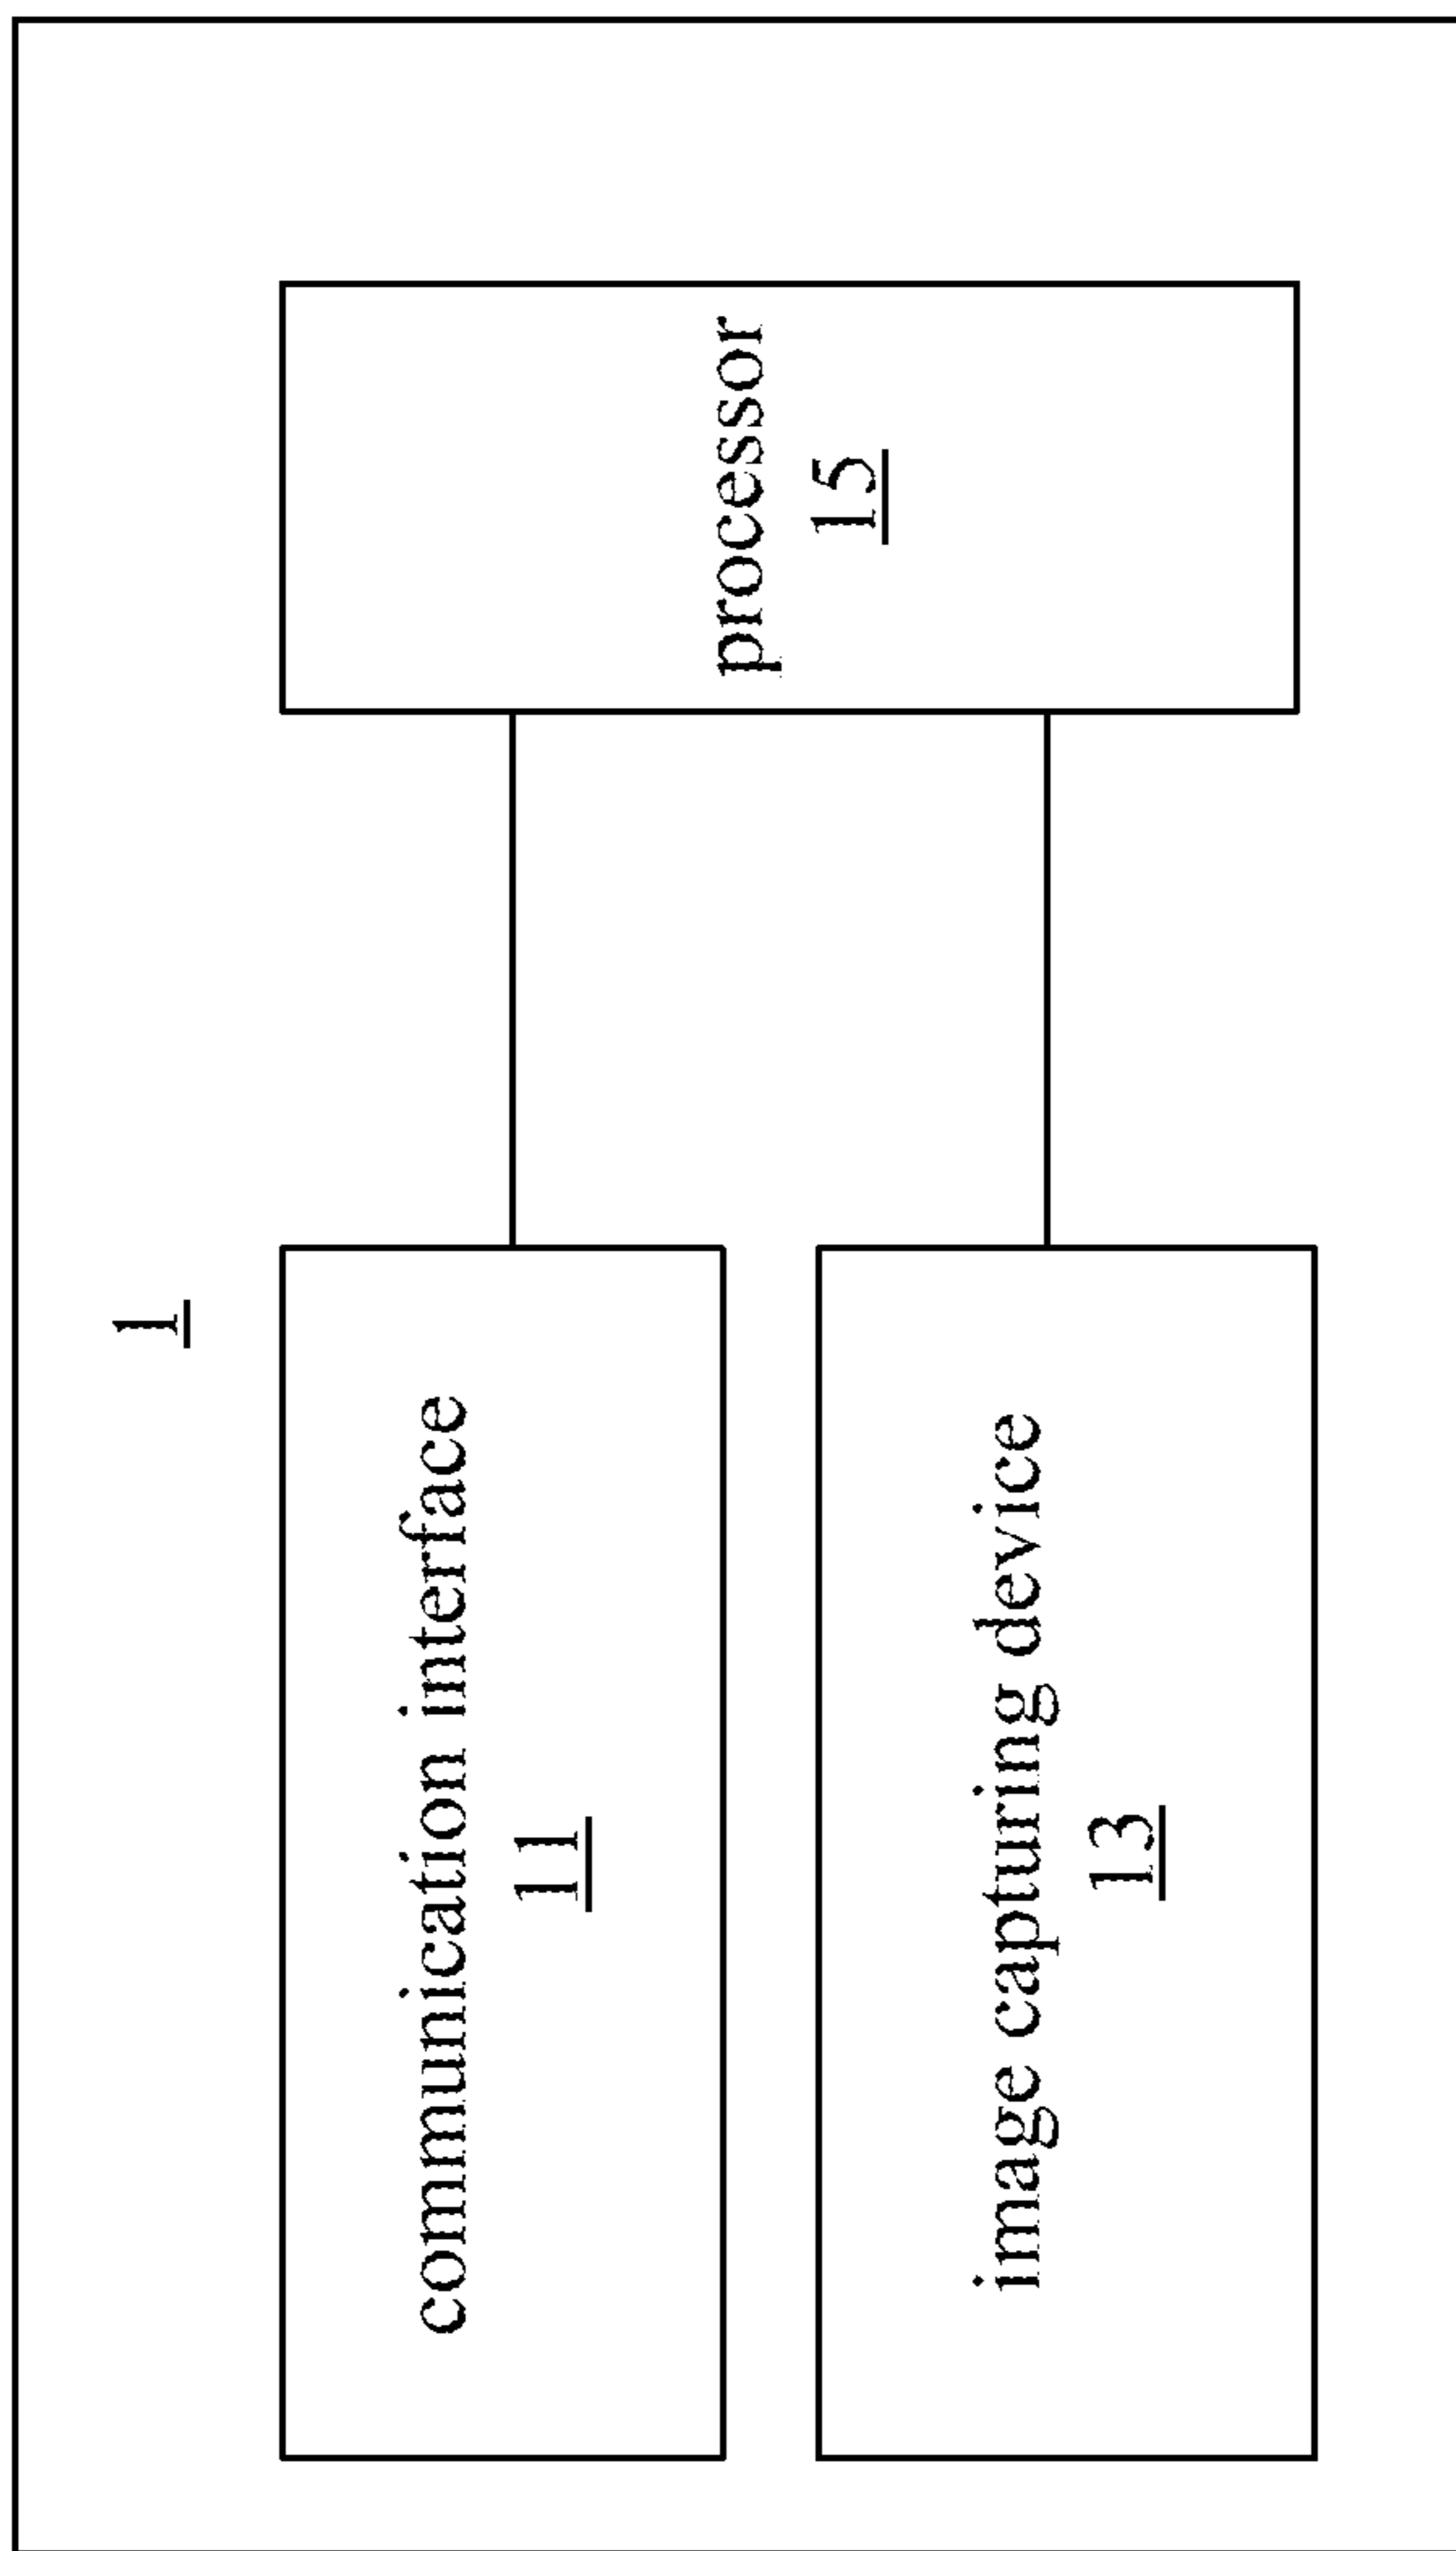 1
communication interface
11
image capturing device
13
processor
15